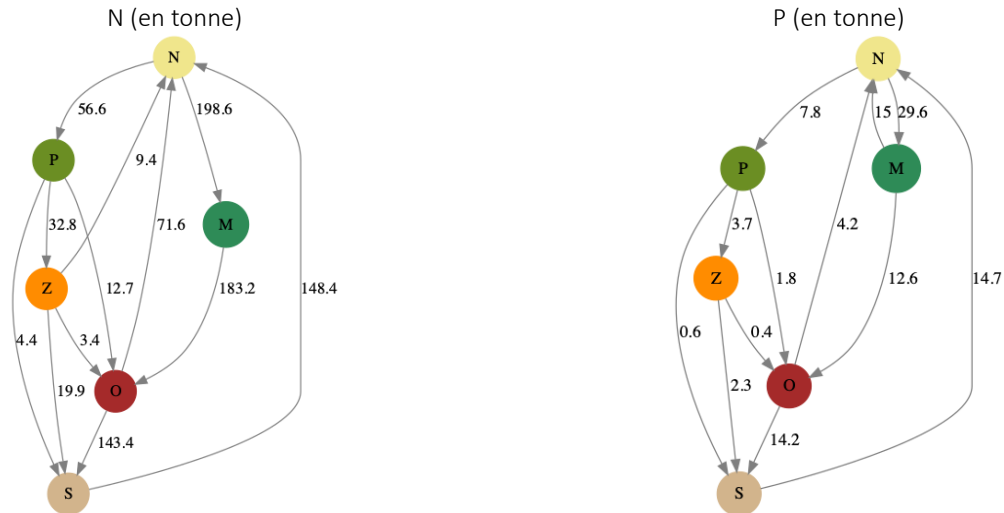 N (en tonne)
N
56.6
198.6
P
9.4
M
32.8
71.6
Z
12.7
183.2
148.4
4.4
3.4
19.9
O
143.4
S
P (en tonne)
N
7.8
15
29.6
P
M
3.7
4.2
Z
1.8
12.6
14.7
0.6
0.4
2.3
O
14.2
S